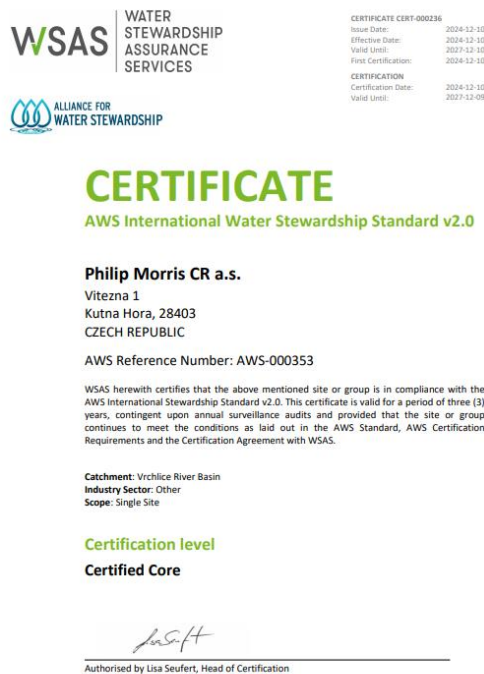 WSAS
WATER
STEWARDSHIP
ASSURANCE
SERVICES
CERTIFICATE CERT-000236
Issue Date: 2024-12-10
Effective Date: 2024-12-10
Valid Until: 2027-12-10
First Certification: 2024-12-10
CERTIFICATION
Certification Date: 2024-12-10
Valid Until: 2027-12-09
ALLIANCE FOR
WATER STEWARDSHIP
CERTIFICATE
AWS International Water Stewardship Standard v2.0
Philip Morris CR a.s.
Vitezna 1
Kutna Hora, 28403
CZECH REPUBLIC
AWS Reference Number: AWS-000353
WSAS herewith certifies that the above mentioned site or group is in compliance with the
AWS International Stewardship Standard v2.0. This certificate is valid for a period of three (3)
years, contingent upon annual surveillance audits and provided that the site or group
continues to meet the conditions as laid out in the AWS Standard, AWS Certification
Requirements and the Certification Agreement with WSAS.
Catchment: Vrchlice River Basin
Industry Sector: Other
Scope: Single Site
Certification level
Certified Core
Authorised by Lisa Seufert, Head of Certification